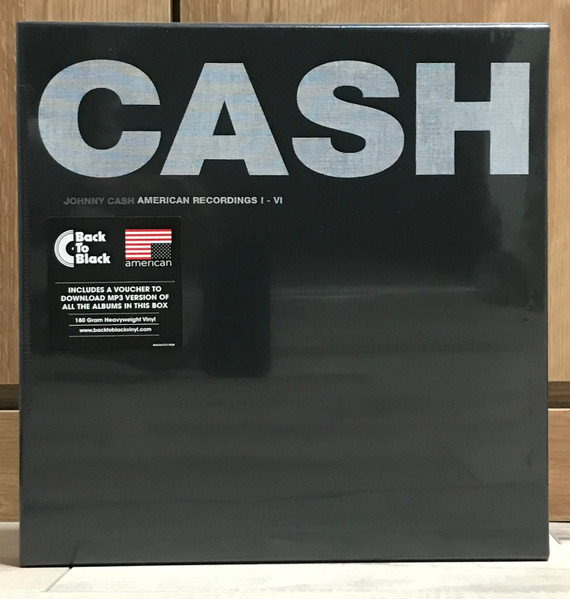 CASH
JOHNNY CASH AMERICAN RECORDINGS I - VI
Back
To
Black
american
INCLUDES A VOUCHER TO
DOWNLOAD MP3 VERSION OF
ALL THE ALBUMS IN THIS BOX
180 Gram Heavyweight Vinyl
www.backtoblackvinyl.com